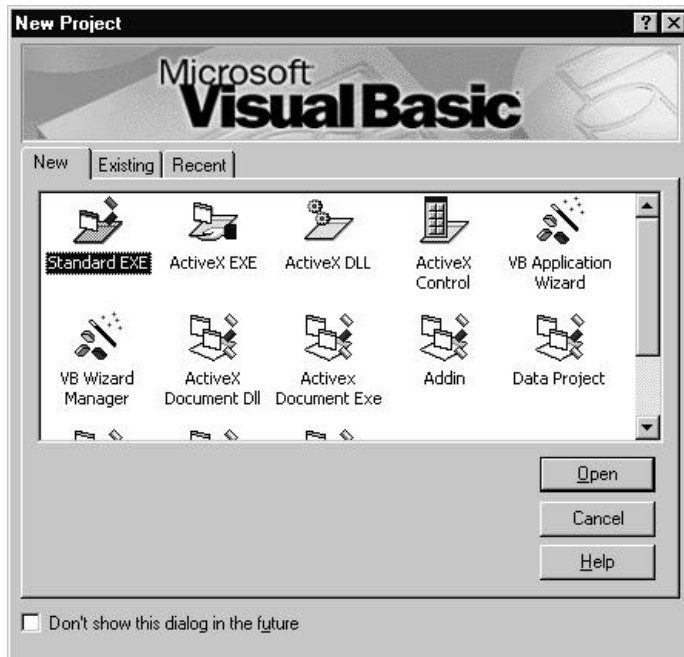 New Project
Microsoft
Visual Basic
New Existing Recent
Standard EXE ActiveX EXE ActiveX DLL ActiveX Control VB Application Wizard
VB Wizard Manager ActiveX Document Dll Activex Document Exe Addin Data Project
Open
Cancel
Help
Don't show this dialog in the future